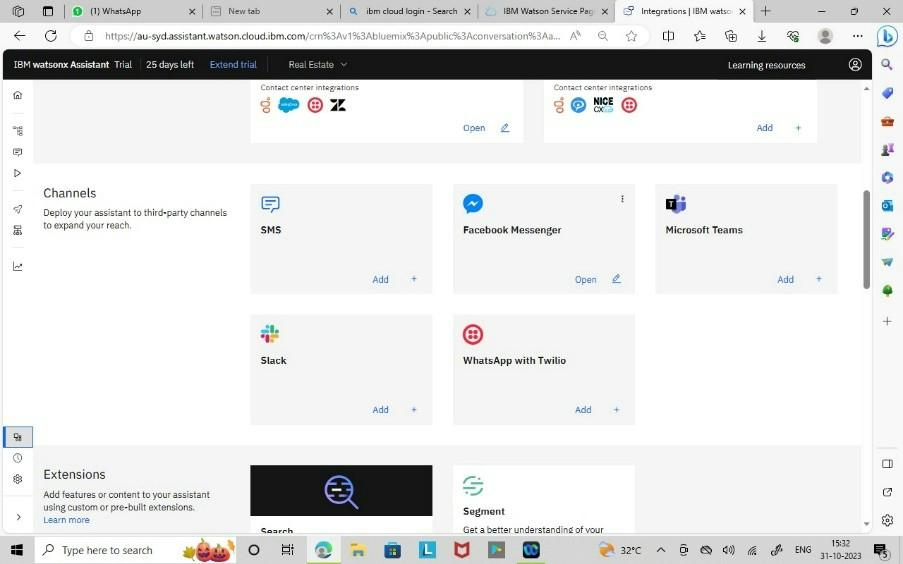 (1) WhatsApp
New tab
ibm cloud login - Search
IBM Watson Service Page
Integrations | IBM watso
https://au-syd.assistant.watson.cloud.ibm.com/crn%3Av1%3Abluemix%3Apublic%3Aconversation%3Aa...
IBM watsonx Assistant Trial
25 days left
Extend trial
Real Estate
Learning resources
Contact center integrations
Contact center integrations
NICE
CX
Open
Add +
Channels
Deploy your assistant to third-party channels
to expand your reach.
SMS
Add +
Facebook Messenger
Open
Microsoft Teams
Add +
Slack
Add +
WhatsApp with Twilio
Add +
Extensions
Add features or content to your assistant
using custom or pre-built extensions.
Learn more
Search
Segment
Get a better understanding of your
Type here to search
32°C
ENG
15:32
31-10-2023
5